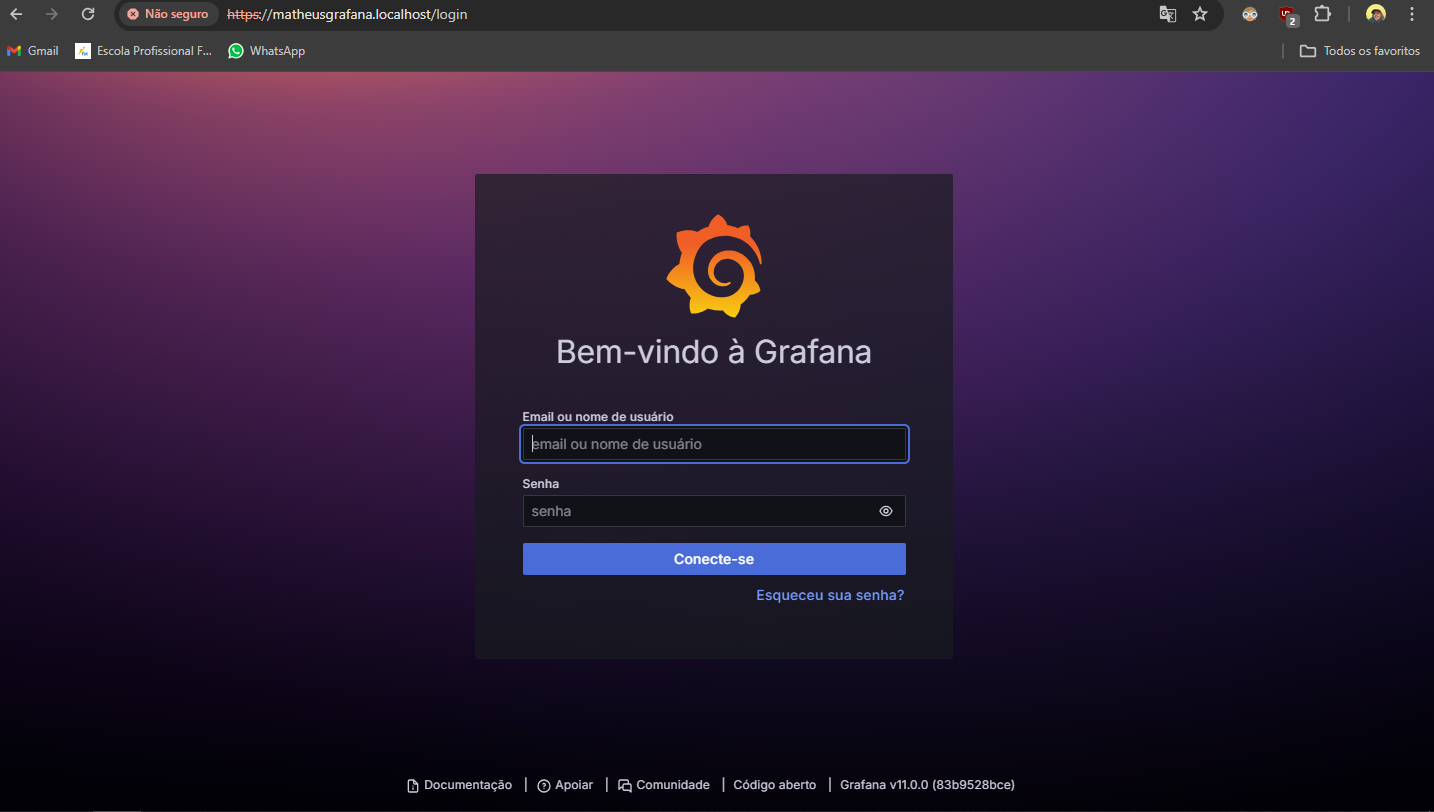 Não seguro https://matheusgrafana.localhost/login
2
Gmail Escola Profissional F... WhatsApp Todos os favoritos
Bem-vindo à Grafana
Email ou nome de usuário
email ou nome de usuário
Senha
senha
Conecte-se
Esqueceu sua senha?
Documentação | Apoiar | Comunidade | Código aberto | Grafana v11.0.0 (83b9528bce)